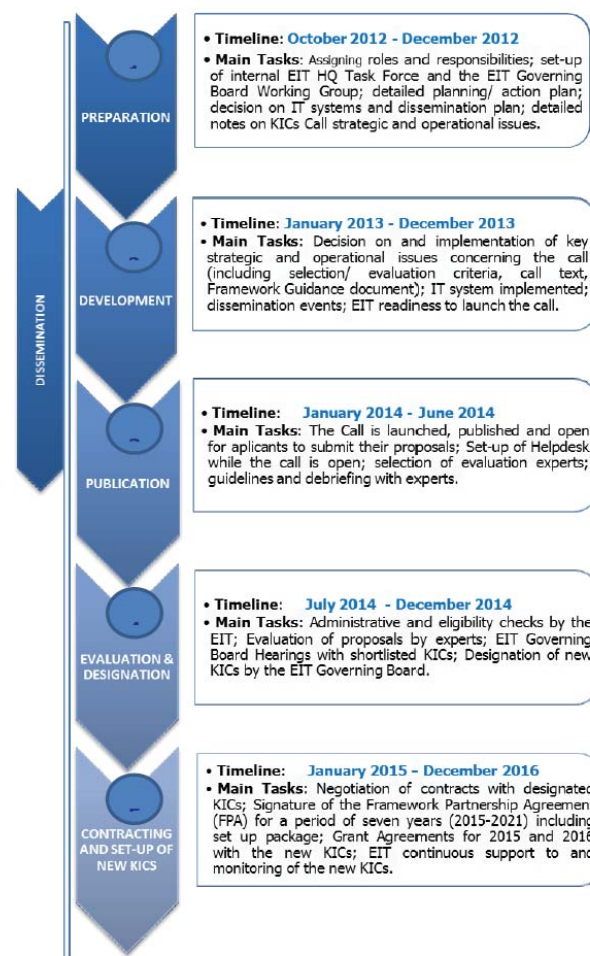 • Timeline: October 2012 - December 2012
• Main Tasks: Assigning roles and responsibilities; set-up
of internal EIT HQ Task Force and the EIT Governing
Board Working Group; detailed planning/ action plan;
decision on IT systems and dissemination plan; detailed
notes on KICs Call strategic and operational issues.
PREPARATION
DISSEMINATION
• Timeline: January 2013 - December 2013
• Main Tasks: Decision on and implementation of key
strategic and operational issues concerning the call
(including selection/ evaluation criteria, call text,
Framework Guidance document); IT system implemented;
dissemination events; EIT readiness to launch the call.
DEVELOPMENT
• Timeline: January 2014 - June 2014
• Main Tasks: The Call is launched, published and open
for aplicants to submit their proposals; Set-up of Helpdesk
while the call is open; selection of evaluation experts;
guidelines and debriefing with experts.
PUBLICATION
• Timeline: July 2014 - December 2014
• Main Tasks: Administrative and eligibility checks by the
EIT; Evaluation of proposals by experts; EIT Governing
Board Hearings with shortlisted KICs; Designation of new
KICs by the EIT Governing Board.
EVALUATION &
DESIGNATION
• Timeline: January 2015 - December 2016
• Main Tasks: Negotiation of contracts with designated
KICs; Signature of the Framework Partnership Agreemen
(FPA) for a period of seven years (2015-2021) including
set up package; Grant Agreements for 2015 and 2016
with the new KICs; EIT continuous support to and
monitoring of the new KICs.
CONTRACTING
AND SET-UP OF
NEW KICS